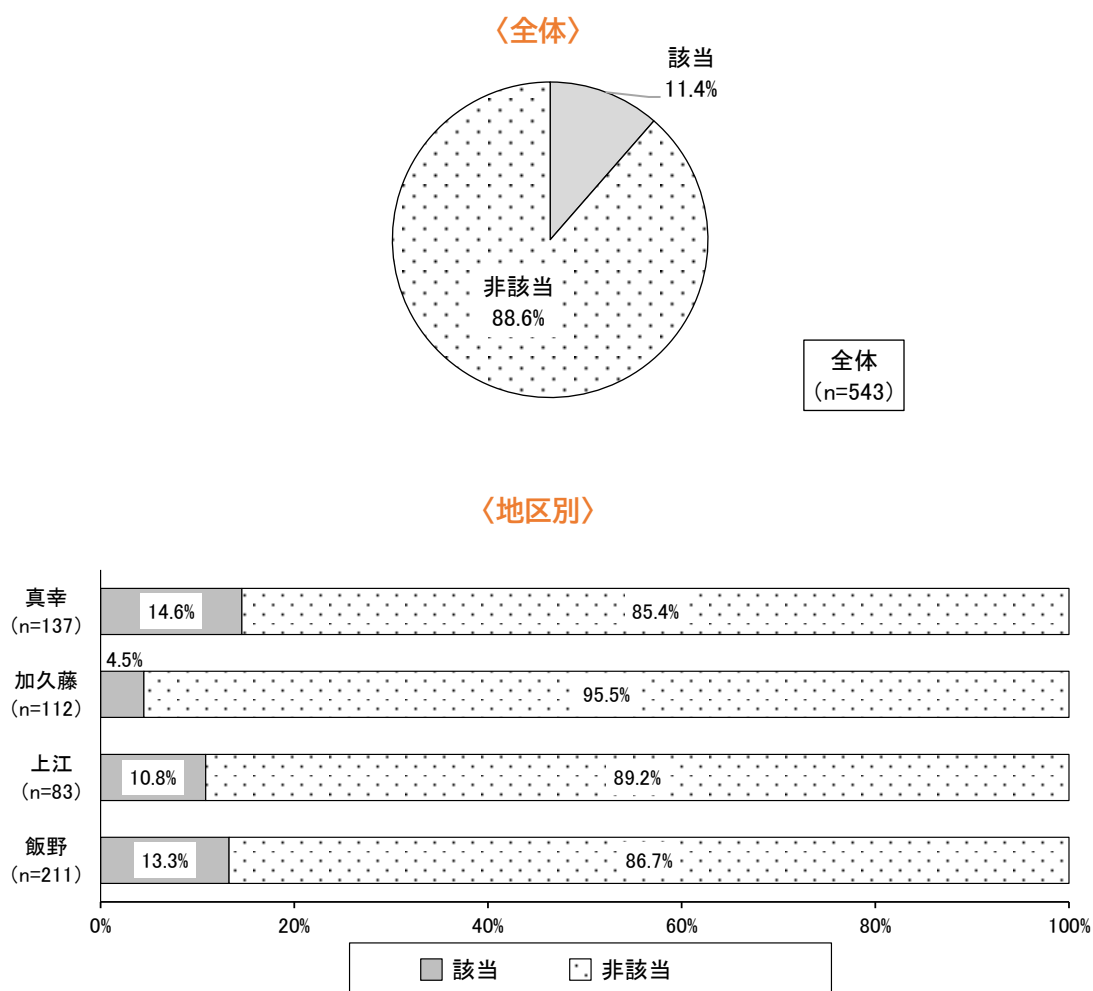 〈全体〉
該当
11.4%
非該当
88.6%
全体
(n=543)
〈地区別〉
真幸
(n=137)
14.6%
85.4%
加久藤
(n=112)
4.5%
95.5%
上江
(n=83)
10.8%
89.2%
飯野
(n=211)
13.3%
86.7%
0%
20%
40%
60%
80%
100%
該当
非該当